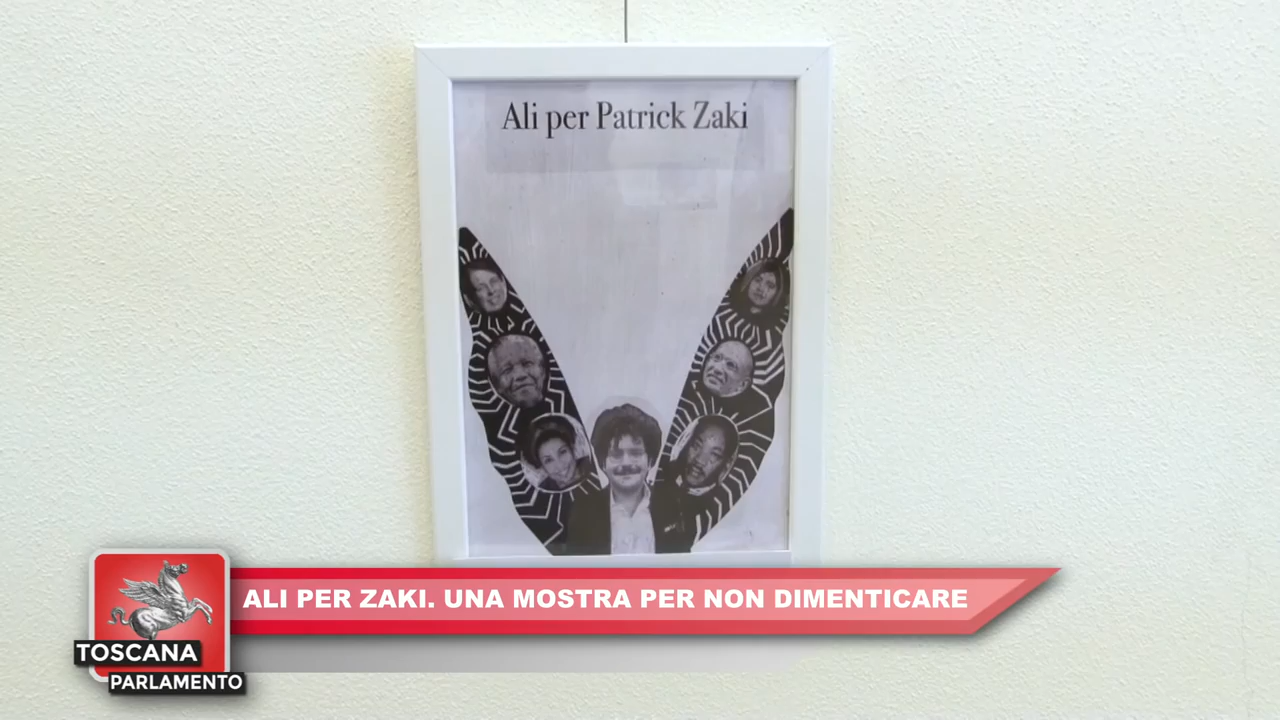 Ali per Patrick Zaki
ALI PER ZAKI. UNA MOSTRA PER NON DIMENTICARE
TOSCANA
PARLAMENTO